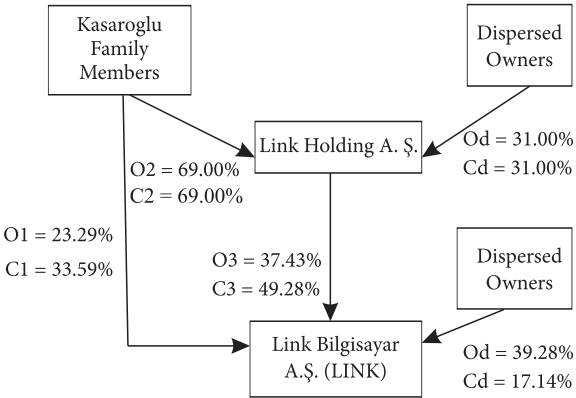 Kasaroglu
Family
Members
Dispersed
Owners
Link Holding A. Ş.
Od = 31.00%
Cd = 31.00%
O2 = 69.00%
C2 = 69.00%
O1 = 23.29%
C1 = 33.59%
O3 = 37.43%
C3 = 49.28%
Dispersed
Owners
Link Bilgisayar
A.Ş. (LINK)
Od = 39.28%
Cd = 17.14%